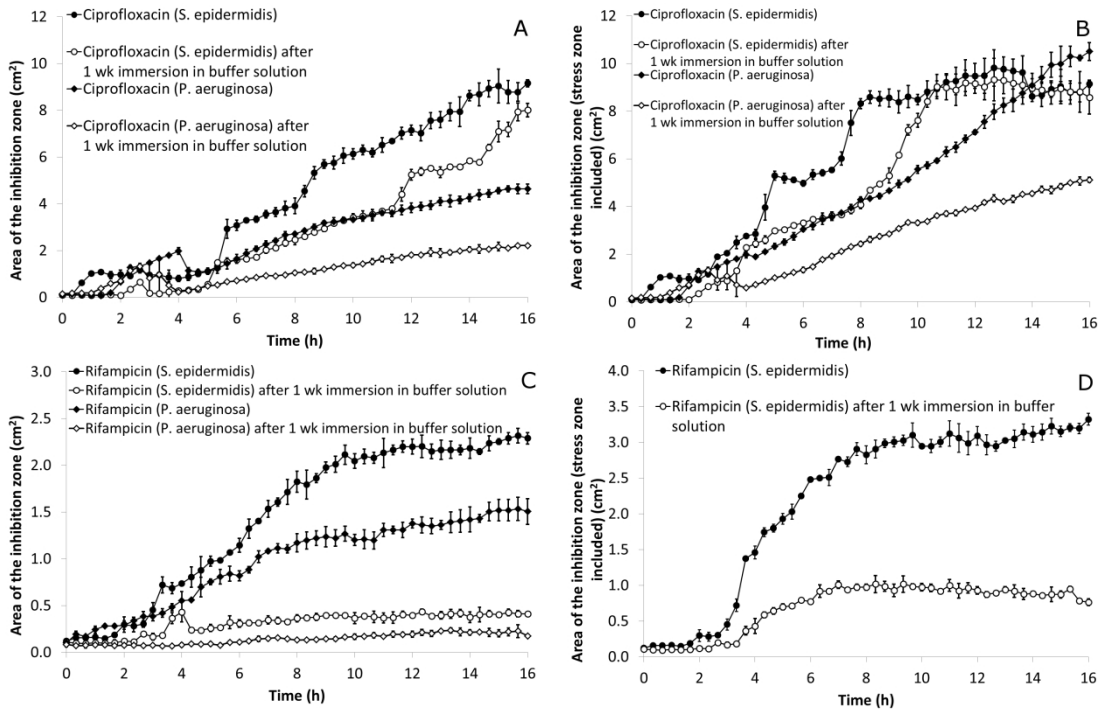 A
Ciprofloxacin (S. epidermidis)
Ciprofloxacin (S. epidermidis) after
1 wk immersion in buffer solution
Ciprofloxacin (P. aeruginosa)
Ciprofloxacin (P. aeruginosa) after
1 wk immersion in buffer solution
Area of the inhibition zone (cm²)
12
10
8
6
4
2
0
0 2 4 6 8 10 12 14 16
Time (h)
B
Ciprofloxacin (S. epidermidis)
Ciprofloxacin (S. epidermidis) after
1 wk immersion in buffer solution
Ciprofloxacin (P. aeruginosa)
Ciprofloxacin (P. aeruginosa) after
1 wk immersion in buffer solution
Area of the inhibition zone (stress zone
included) (cm²)
12
10
8
6
4
2
0
0 2 4 6 8 10 12 14 16
Time (h)
C
Rifampicin (S. epidermidis)
Rifampicin (S. epidermidis) after 1 wk immersion in buffer solution
Rifampicin (P. aeruginosa)
Rifampicin (P. aeruginosa) after 1 wk immersion in buffer solution
Area of the inhibition zone (cm²)
3.0
2.5
2.0
1.5
1.0
0.5
0.0
0 2 4 6 8 10 12 14 16
Time (h)
D
Rifampicin (S. epidermidis)
Rifampicin (S. epidermidis) after 1 wk immersion in buffer
solution
Area of the inhibition zone (stress zone
included) (cm²)
4.0
3.5
3.0
2.5
2.0
1.5
1.0
0.5
0.0
0 2 4 6 8 10 12 14 16
Time (h)